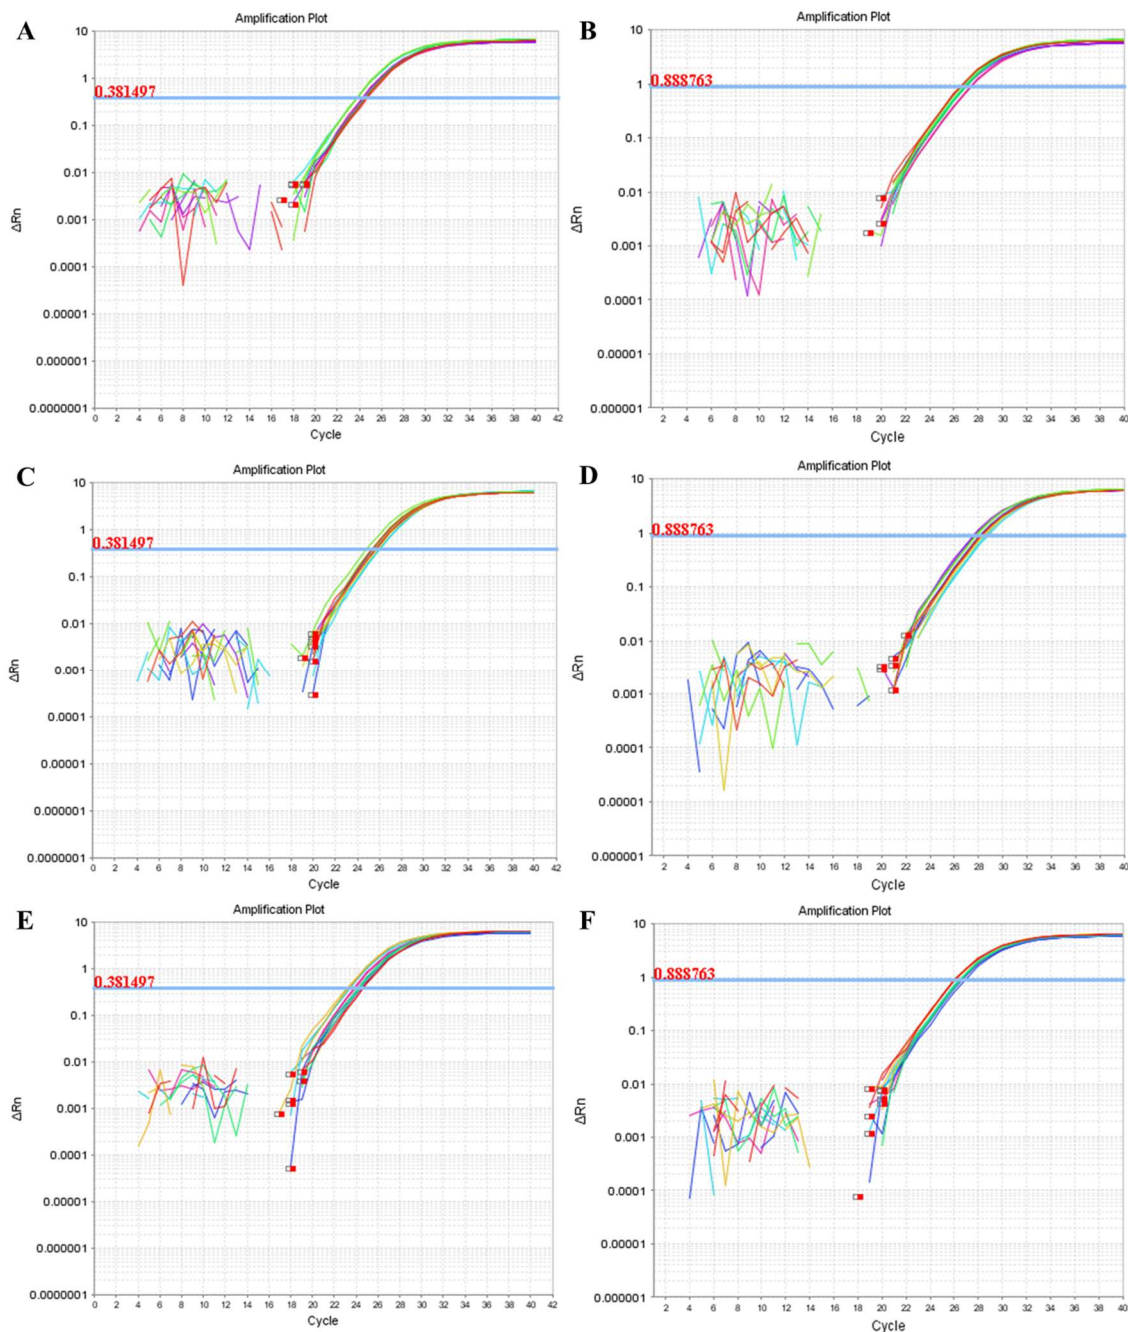 A
Amplification Plot
10
1
0.381497
0.1
0.01
0.001
0.0001
0.00001
0.000001
0.0000001
ΔRn
0 2 4 6 8 10 12 14 16 18 20 22 24 26 28 30 32 34 36 38 40 42
Cycle
B
Amplification Plot
10
1
0.888763
0.1
0.010
0.001
0.0001
0.00001
0.000001
ΔRn
2 4 6 8 10 12 14 16 18 20 22 24 26 28 30 32 34 36 38 40
Cycle
C
Amplification Plot
10
1
0.381497
0.1
0.01
0.001
0.0001
0.00001
0.000001
0.0000001
ΔRn
0 2 4 6 8 10 12 14 16 18 20 22 24 26 28 30 32 34 36 38 40 42
Cycle
D
Amplification Plot
10
1
0.888763
0.1
0.010
0.001
0.0001
0.00001
0.000001
ΔRn
2 4 6 8 10 12 14 16 18 20 22 24 26 28 30 32 34 36 38 40
Cycle
E
Amplification Plot
10
1
0.381497
0.1
0.01
0.001
0.0001
0.00001
0.000001
0.0000001
ΔRn
0 2 4 6 8 10 12 14 16 18 20 22 24 26 28 30 32 34 36 38 40 42
Cycle
F
Amplification Plot
10
1
0.888763
0.1
0.010
0.001
0.0001
0.00001
0.000001
ΔRn
2 4 6 8 10 12 14 16 18 20 22 24 26 28 30 32 34 36 38 40
Cycle